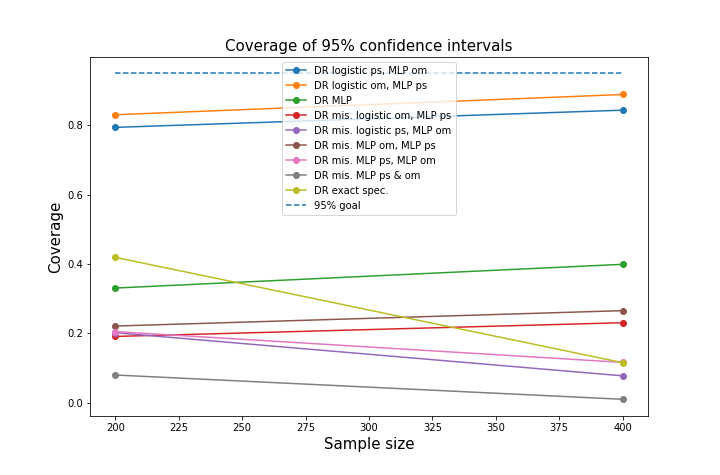 Coverage of 95% confidence intervals
DR logistic ps, MLP om
DR logistic om, MLP ps
DR MLP
DR mis. logistic om, MLP ps
DR mis. logistic ps, MLP om
DR mis. MLP om, MLP ps
DR mis. MLP ps, MLP om
DR mis. MLP ps & om
DR exact spec.
95% goal
Coverage
0.8
0.6
0.4
0.2
0.0
200 225 250 275 300 325 350 375 400
Sample size